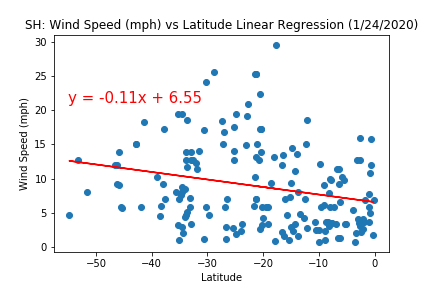 SH: Wind Speed (mph) vs Latitude Linear Regression (1/24/2020)
30
25
y = -0.11x + 6.55
20
15
10
5
0
Wind Speed (mph)
−50 −40 −30 −20 −10 0
Latitude